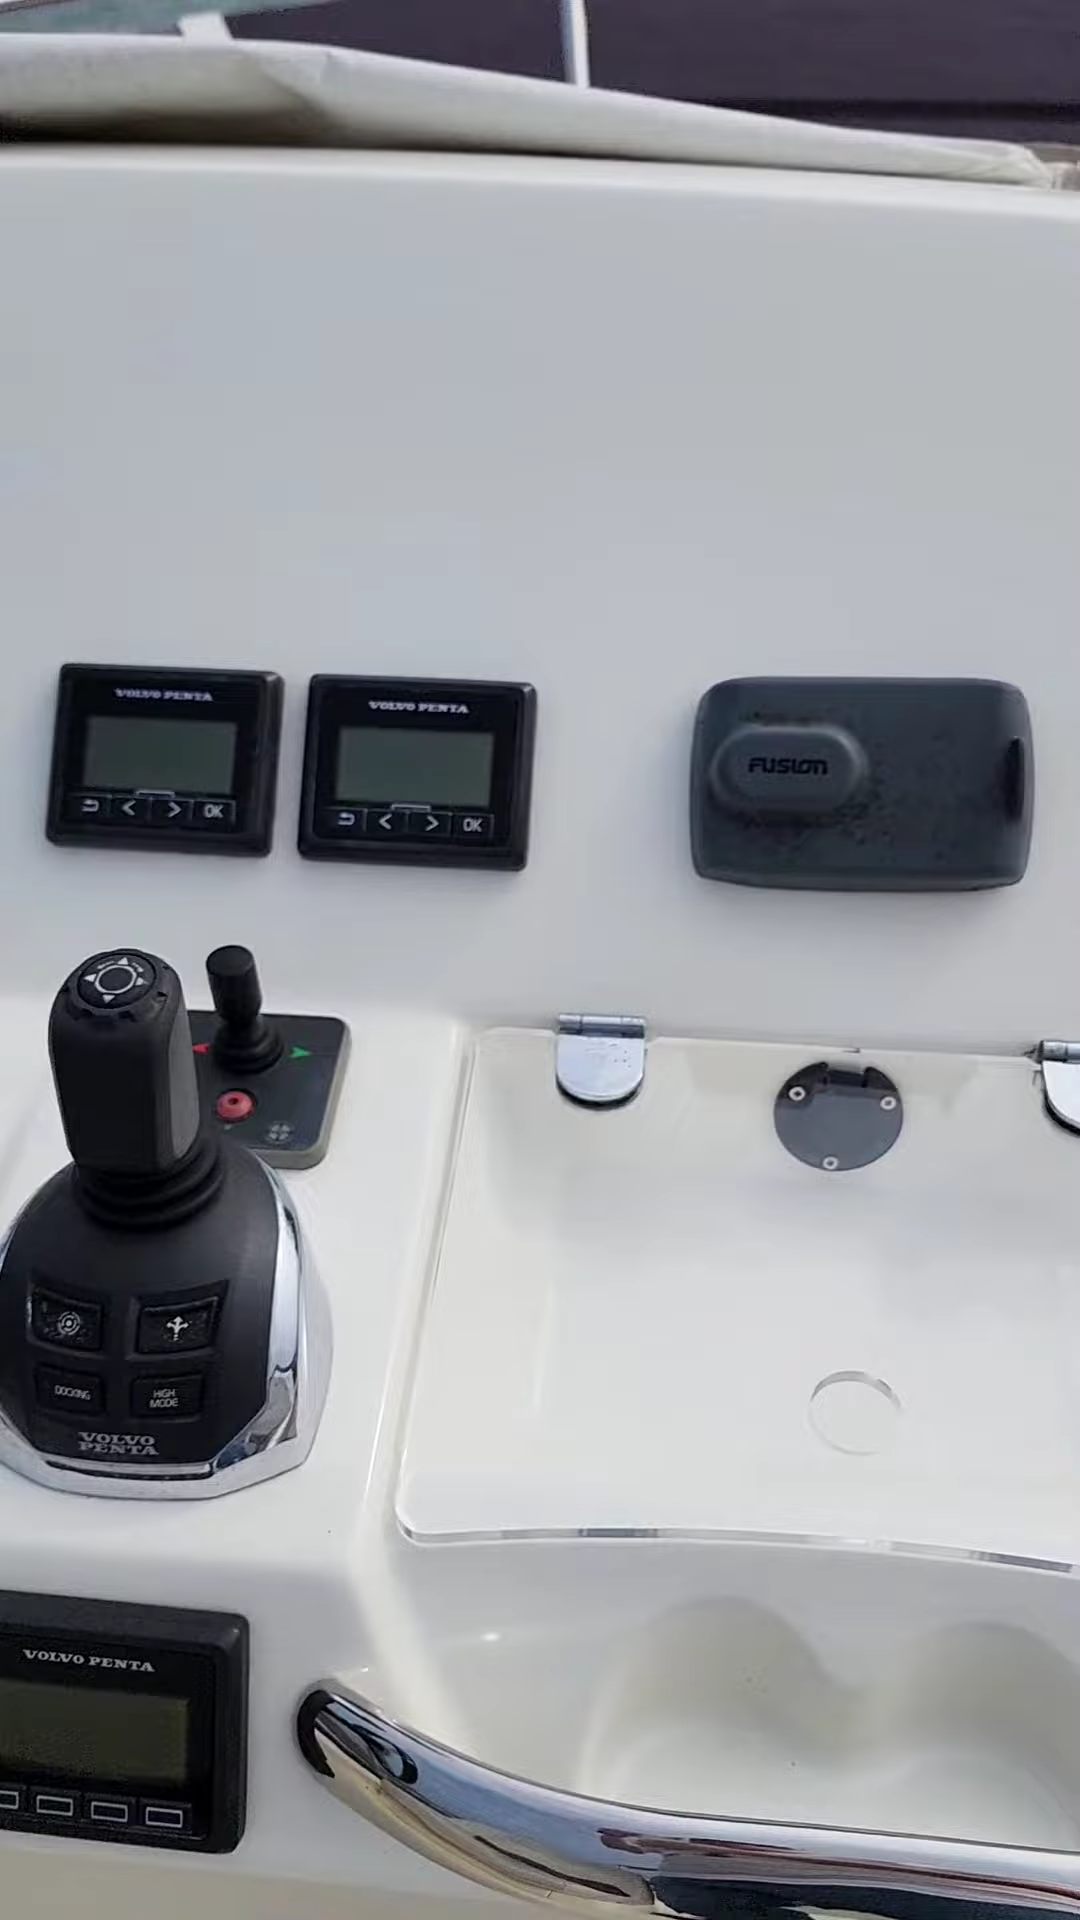 VOLVO PENTA
OK
VOLVO PENTA
OK
FUSION
DOCKING
HIGH
MODE
VOLVO
PENTA
VOLVO PENTA